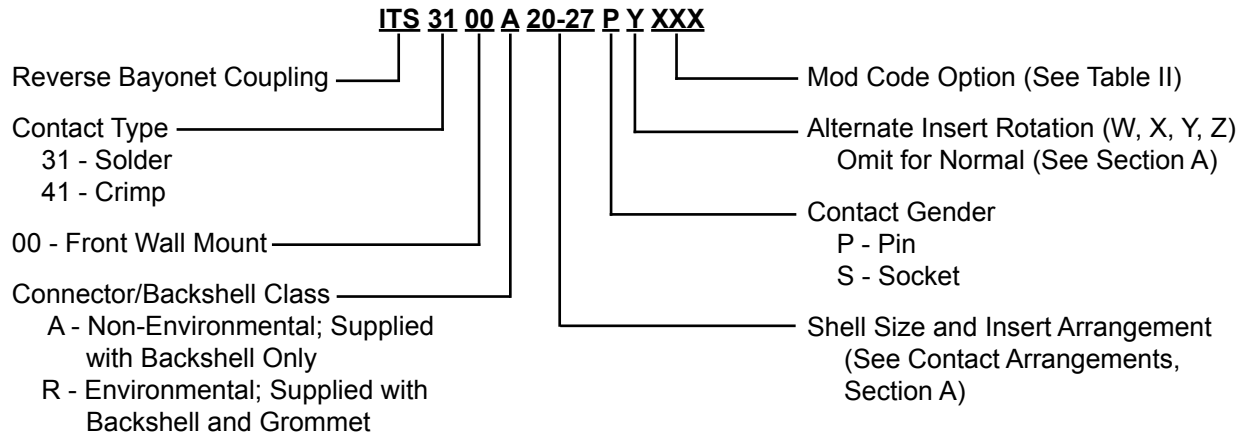 ITS 31 00 A 20-27 P Y XXX
Reverse Bayonet Coupling
Contact Type
31 - Solder
41 - Crimp
00 - Front Wall Mount
Connector/Backshell Class
A - Non-Environmental; Supplied
with Backshell Only
R - Environmental; Supplied with
Backshell and Grommet
Mod Code Option (See Table II)
Alternate Insert Rotation (W, X, Y, Z)
Omit for Normal (See Section A)
Contact Gender
P - Pin
S - Socket
Shell Size and Insert Arrangement
(See Contact Arrangements,
Section A)